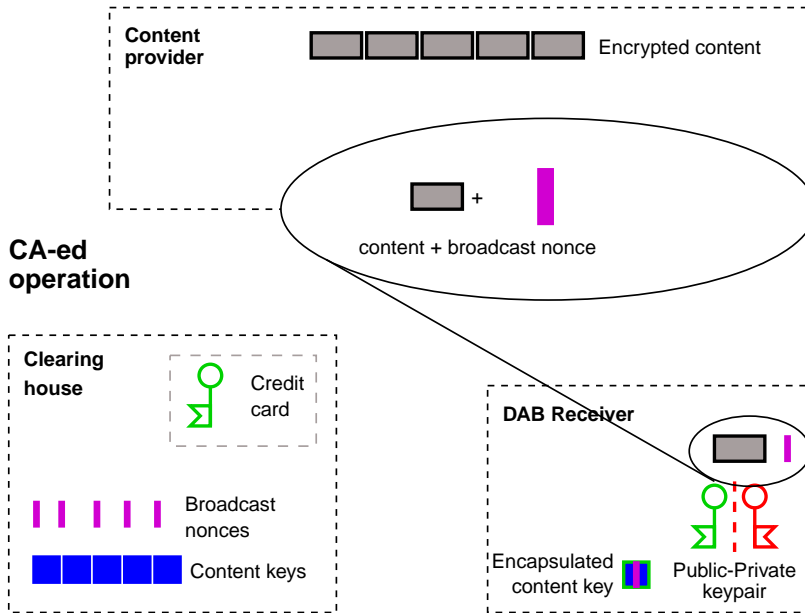 Content
provider
Encrypted content
+
content + broadcast nonce
CA-ed
operation
Clearing
house
Credit
card
Broadcast
nonces
Content keys
DAB Receiver
Encapsulated
content key
Public-Private
keypair